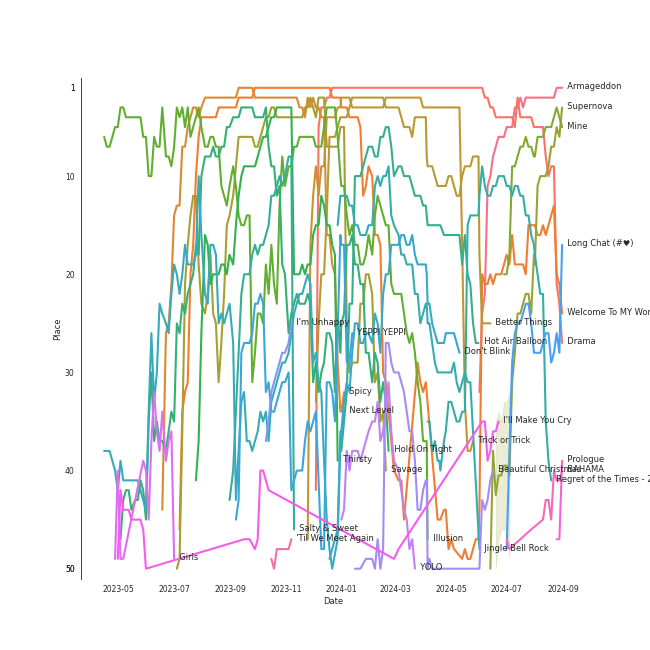 1
Armageddon
Supernova
Mine
10
Long Chat (#♥)
20
Welcome To MY Wor
I'm Unhappy
Better Things
YEPPI YEPPI
Hot Air Balloon
Drama
Don't Blink
30
Spicy
Next Level
I'll Make You Cry
Trick or Trick
Hold On Tight
Thirsty
Prologue
40
Savage
Beautiful Christmas
BAHAMA
Regret of the Times - 2
Salty & Sweet
'Til We Meet Again
Illusion
Jingle Bell Rock
Girls
50
YOLO
2023-05
2023-07
2023-09
2023-11
2024-01
2024-03
2024-05
2024-07
2024-09
Date
Place